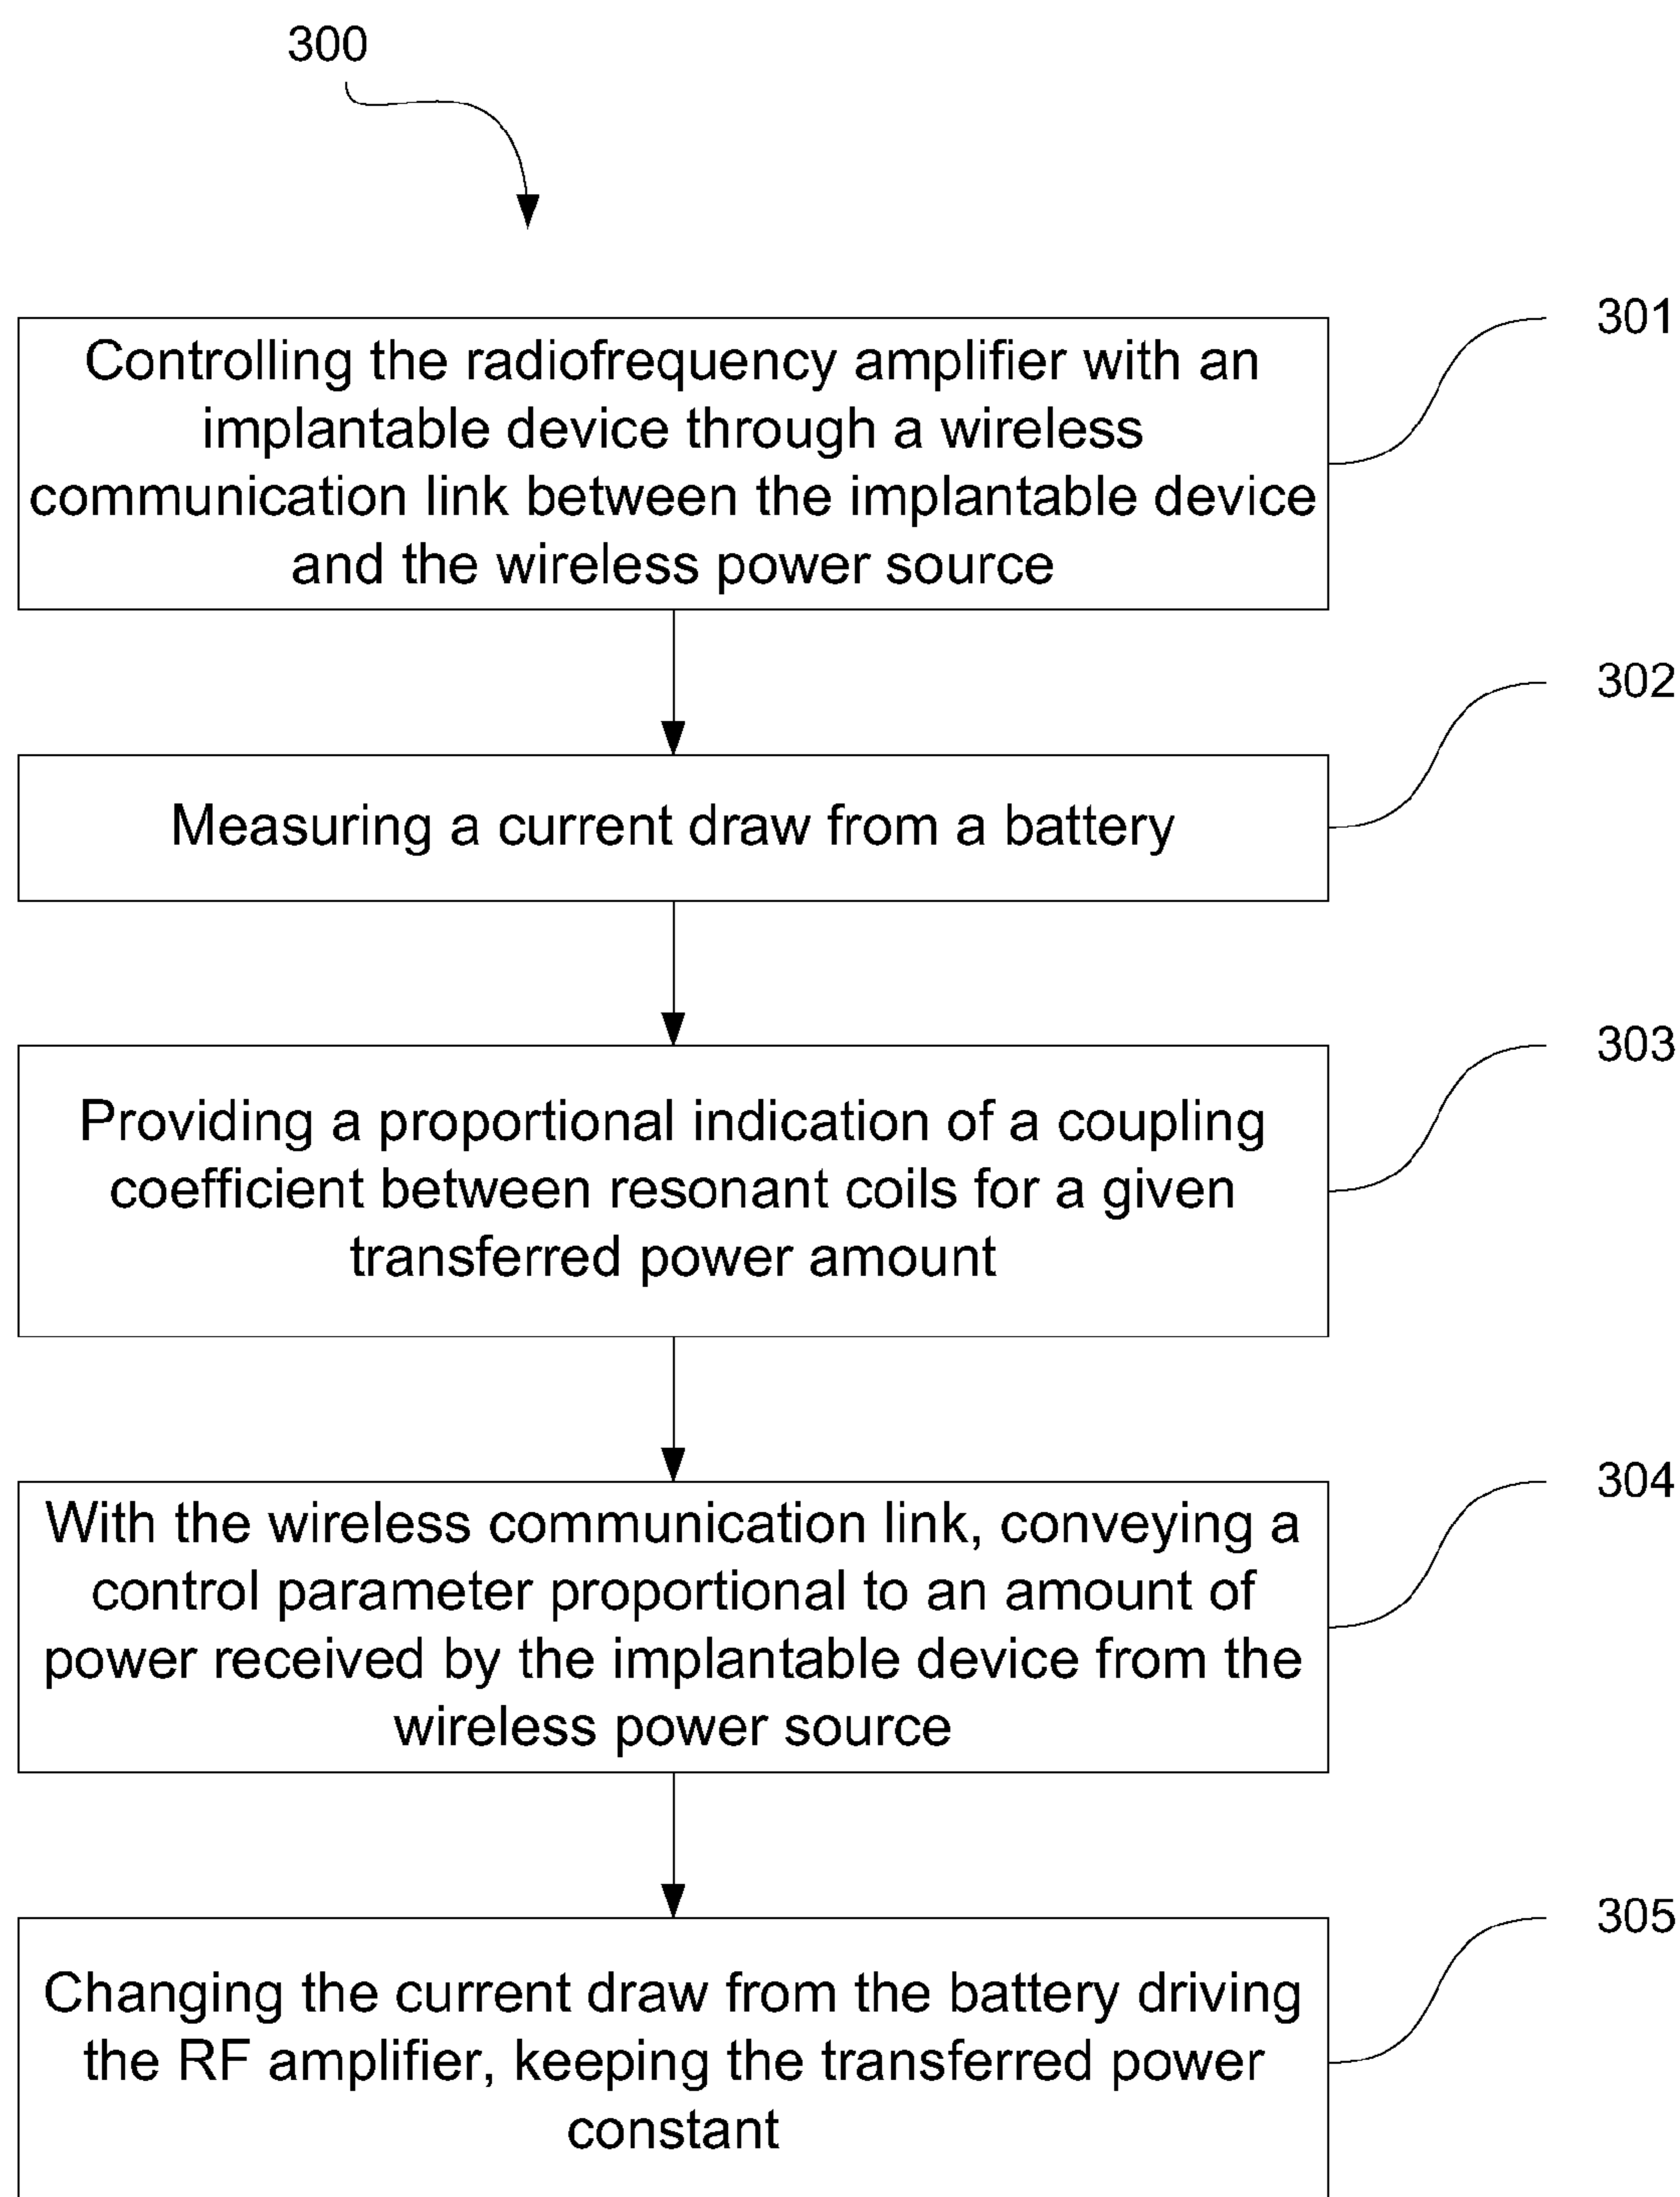 300
Controlling the radiofrequency amplifier with an
implantable device through a wireless
communication link between the implantable device
and the wireless power source
301
Measuring a current draw from a battery
302
Providing a proportional indication of a coupling
coefficient between resonant coils for a given
transferred power amount
303
With the wireless communication link, conveying a
control parameter proportional to an amount of
power received by the implantable device from the
wireless power source
304
Changing the current draw from the battery driving
the RF amplifier, keeping the transferred power
constant
305